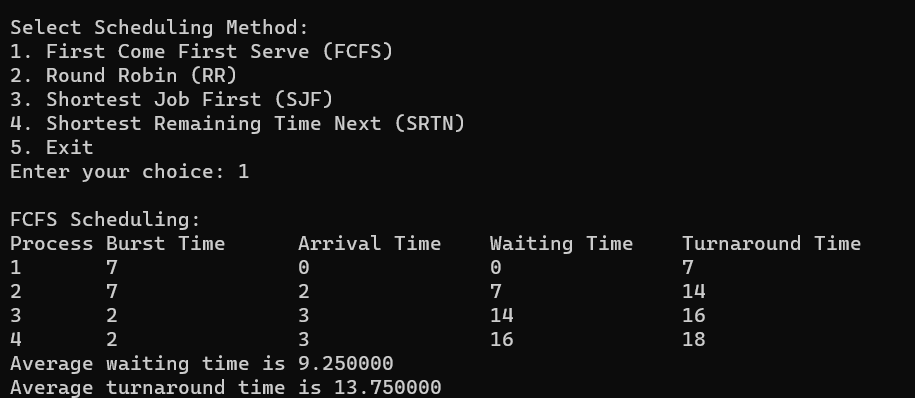 Select Scheduling Method:
1. First Come First Serve (FCFS)
2. Round Robin (RR)
3. Shortest Job First (SJF)
4. Shortest Remaining Time Next (SRTN)
5. Exit
Enter your choice: 1

FCFS Scheduling:
Process Burst Time      Arrival Time    Waiting Time    Turnaround Time
1       7               0               0               7
2       7               2               7               14
3       2               3               14              16
4       2               3               16              18
Average waiting time is 9.250000
Average turnaround time is 13.750000